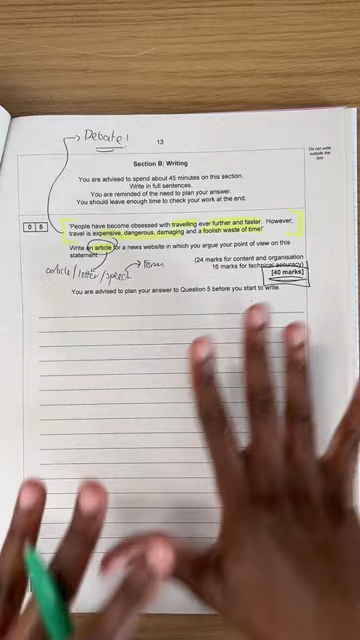 Debate!
13
Do not write
outside the
box
Section B: Writing
You are advised to spend about 45 minutes on this section.
Write in full sentences.
You are reminded of the need to plan your answer.
You should leave enough time to check your work at the end.
0 5
'People have become obsessed with travelling ever further and faster. However,
travel is expensive, dangerous, damaging and a foolish waste of time!'
Write an article for a news website in which you argue your point of view on this
statement.
(24 marks for content and organisation
16 marks for technical accuracy)
[40 marks]
article/letter/speech
form
You are advised to plan your answer to Question 5 before you start to write.